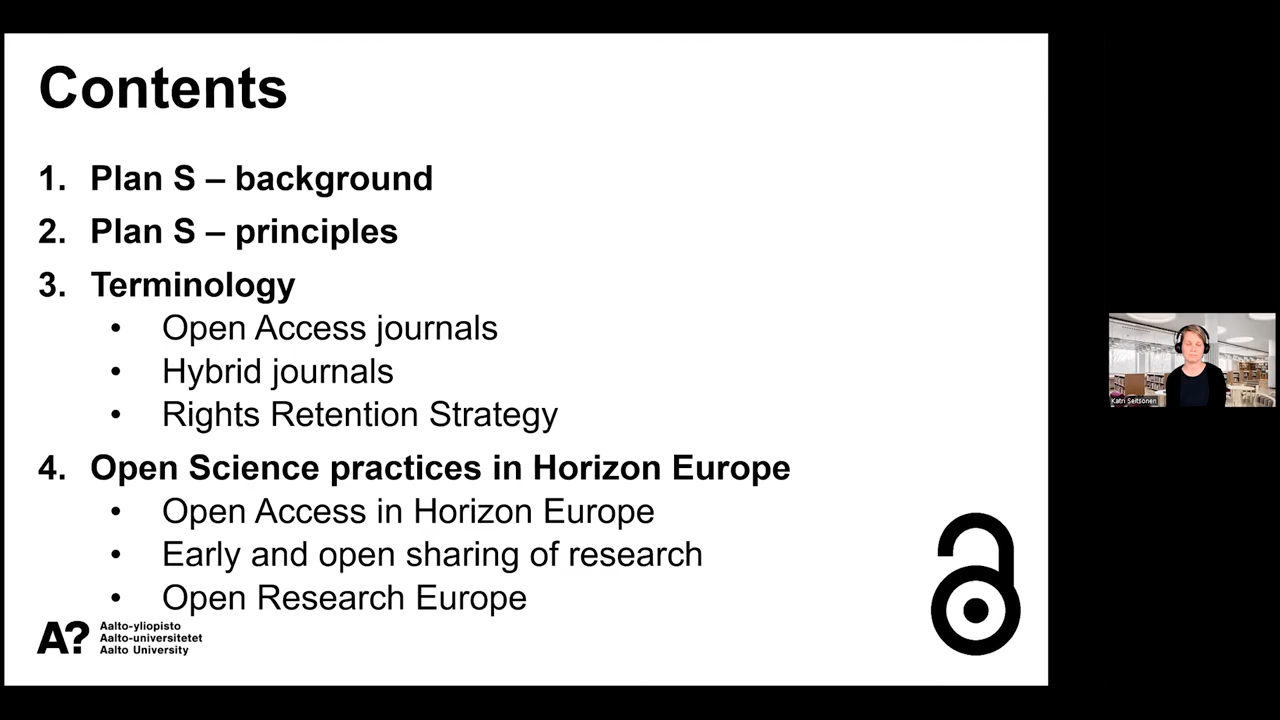 Contents
1. Plan S – background
2. Plan S – principles
3. Terminology
• Open Access journals
• Hybrid journals
• Rights Retention Strategy
4. Open Science practices in Horizon Europe
• Open Access in Horizon Europe
• Early and open sharing of research
• Open Research Europe
A?
Aalto-yliopisto
Aalto-universitetet
Aalto University
Katri Seitsonen